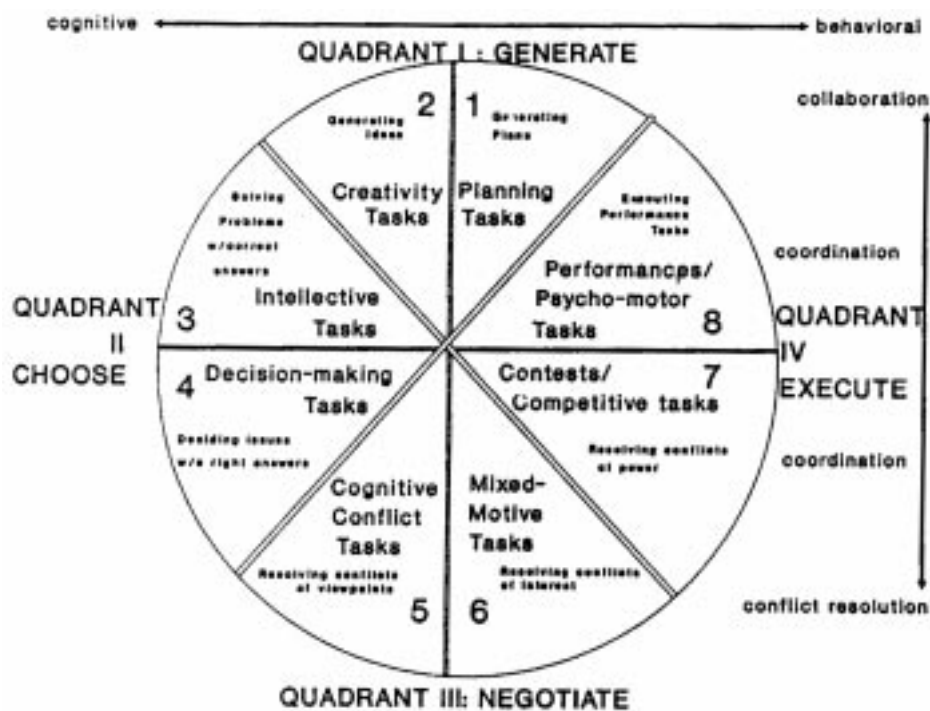 cognitive
behavioral
QUADRANT I : GENERATE
collaboration
2
1
Generating
Ideas
Generating
Plans
Creativity
Tasks
Planning
Tasks
Solving
Problems
w/correct
answers
Executing
Performance
Tasks
coordination
Intellective
Tasks
3
Performances/
Psycho-motor
Tasks
8
QUADRANT
II
CHOOSE
QUADRANT
IV
EXECUTE
4
Decision-making
Tasks
Deciding issues
w/o right answers
7
Contests/
Competitive tasks
Resolving conflicts
of power
coordination
Cognitive
Conflict
Tasks
Resolving conflicts
of viewpoints
5
Mixed-
Motive
Tasks
Resolving conflicts
of interest
6
conflict resolution
QUADRANT III: NEGOTIATE